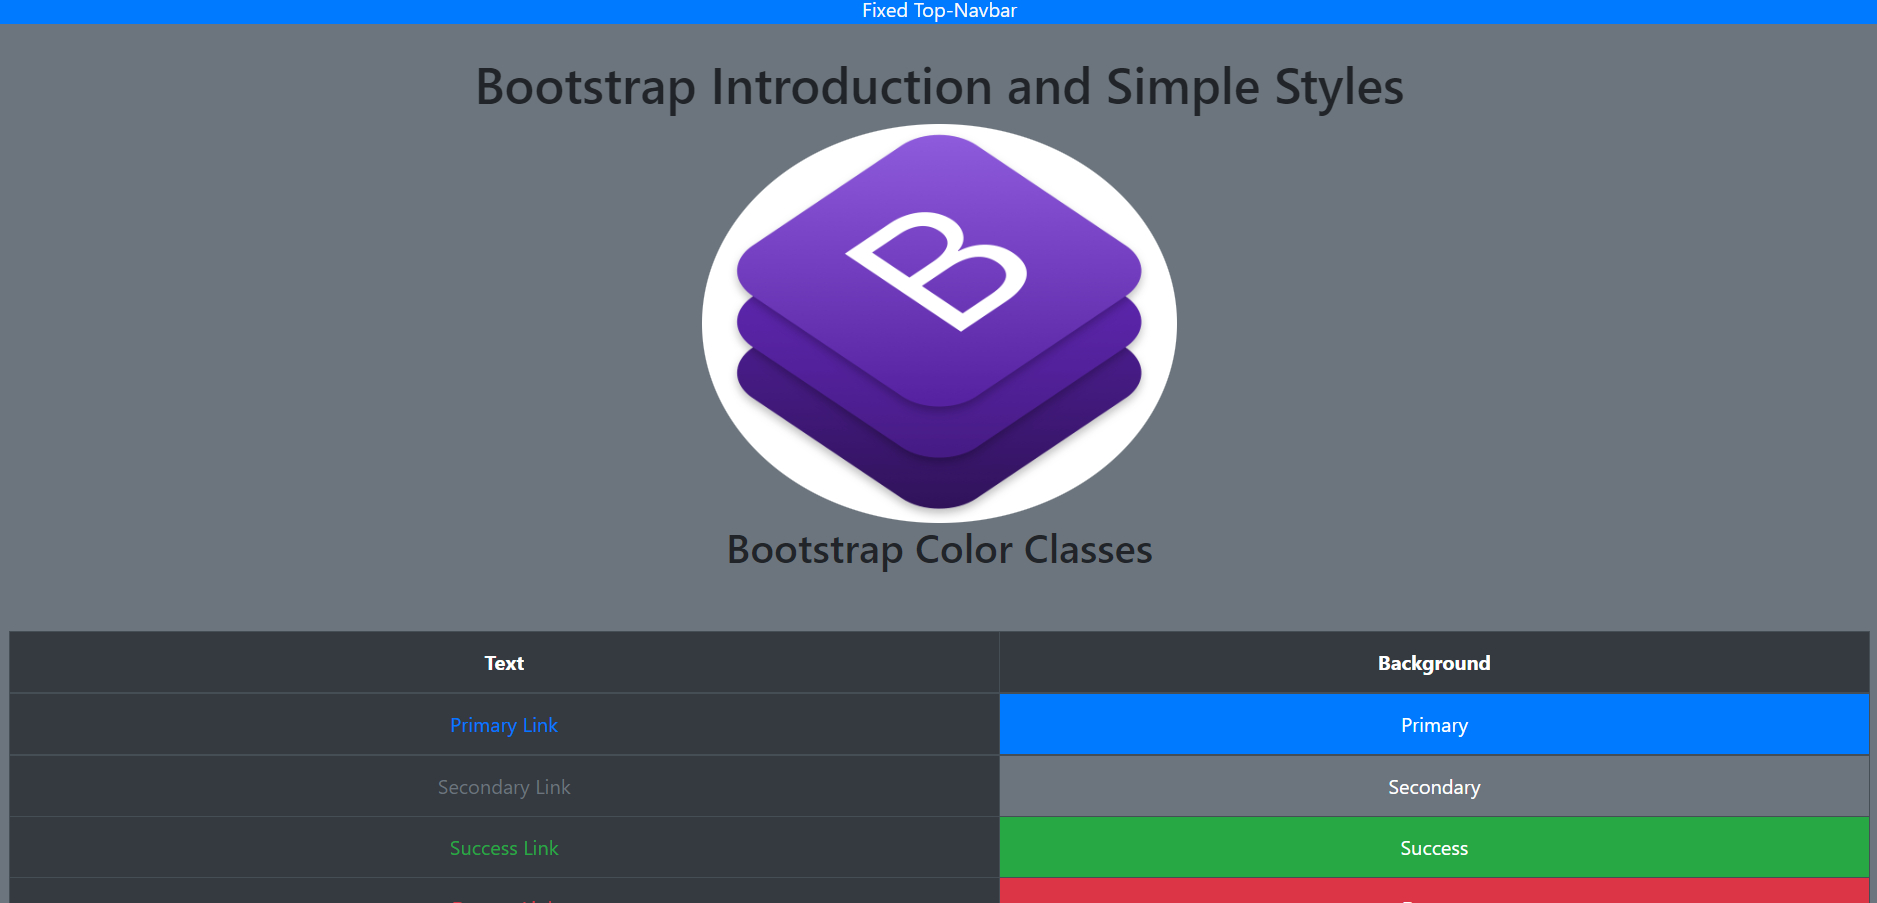 Fixed Top-Navbar
Bootstrap Introduction and Simple Styles
B
Bootstrap Color Classes
Text Background
Primary Link Primary
Secondary Link Secondary
Success Link Success